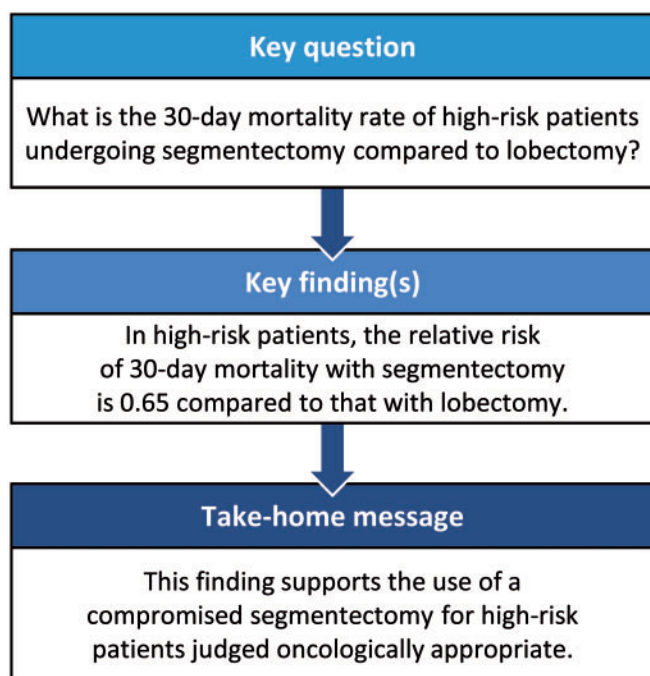 Key question
What is the 30-day mortality rate of high-risk patients
undergoing segmentectomy compared to lobectomy?
Key finding(s)
In high-risk patients, the relative risk
of 30-day mortality with segmentectomy
is 0.65 compared to that with lobectomy.
Take-home message
This finding supports the use of a
compromised segmentectomy for high-risk
patients judged oncologically appropriate.